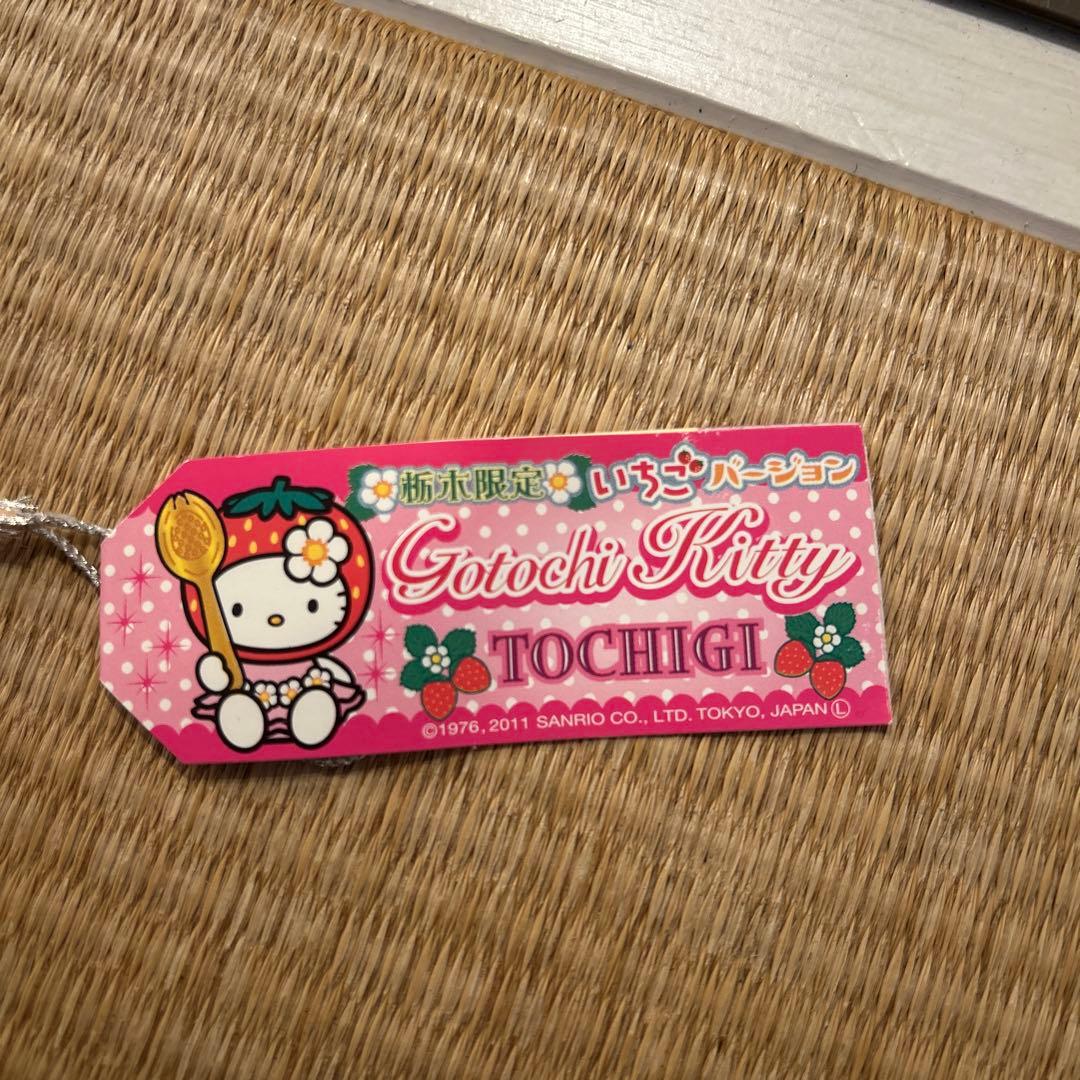 栃木限定 いちごバージョン
Gotochi Kitty
TOCHIGI
©1976, 2011 SANRIO CO., LTD. TOKYO, JAPAN Ⓛ